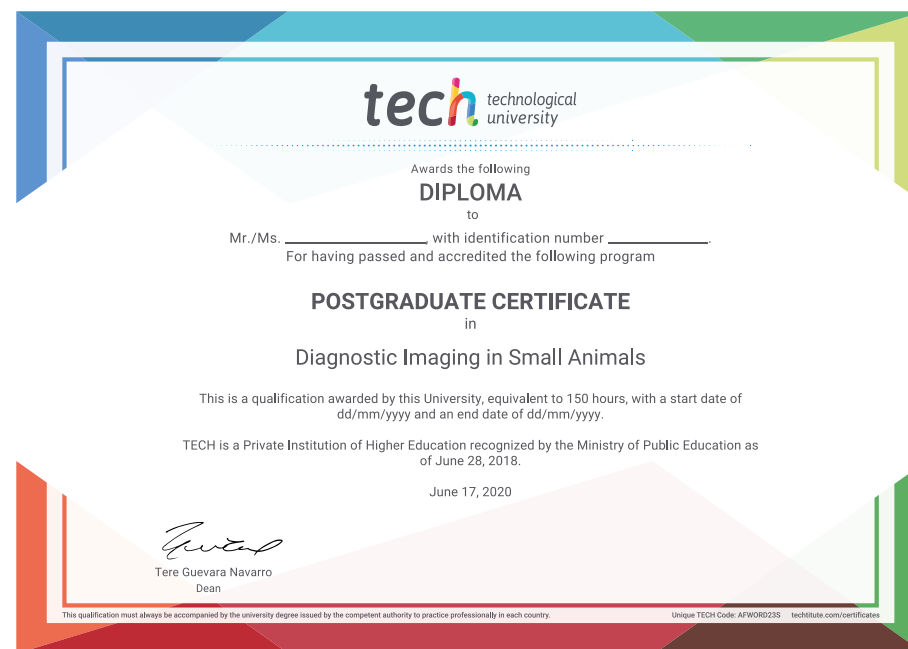 tech technological
university
Awards the following
DIPLOMA
to
Mr./Ms. ____________________, with identification number ______________.
For having passed and accredited the following program
POSTGRADUATE CERTIFICATE
in
Diagnostic Imaging in Small Animals
This is a qualification awarded by this University, equivalent to 150 hours, with a start date of
dd/mm/yyyy and an end date of dd/mm/yyyy.
TECH is a Private Institution of Higher Education recognized by the Ministry of Public Education as
of June 28, 2018.
June 17, 2020
Tere Guevara Navarro
Dean
This qualification must always be accompanied by the university degree issued by the competent authority to practice professionally in each country. Unique TECH Code: AFWORD23S techtitute.com/certificates